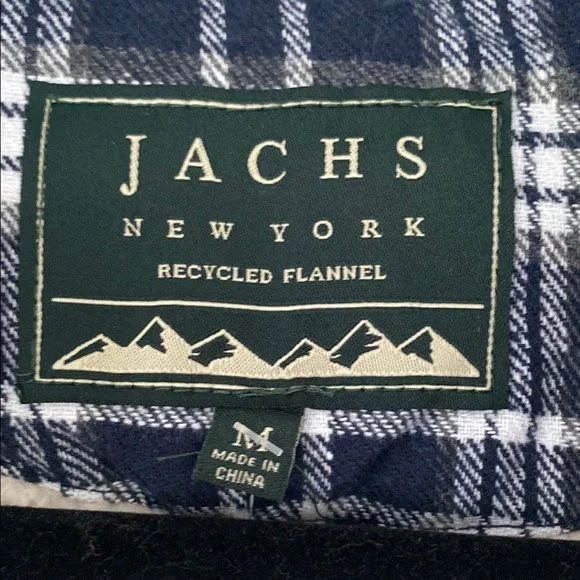 JACHS
NEW YORK
RECYCLED FLANNEL
M
MADE IN
CHINA